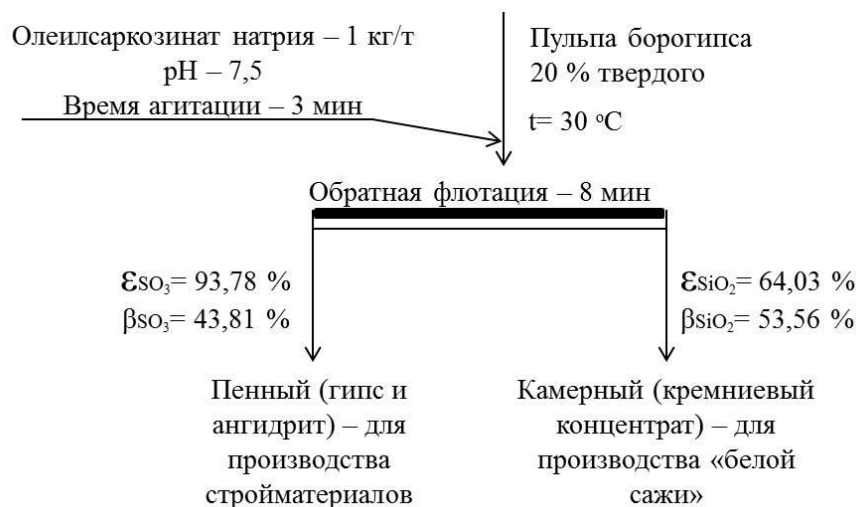 Олеилсаркозинат натрия – 1 кг/т
pH – 7,5
Время агитации – 3 мин
Пульпа борогипса
20 % твердого
t= 30 °C
Обратная флотация – 8 мин
εSO₃= 93,78 %
βSO₃= 43,81 %
εSiO₂= 64,03 %
βSiO₂= 53,56 %
Пенный (гипс и
ангидрит) – для
производства
стройматериалов
Камерный (кремниевый
концентрат) – для
производства «белой
сажи»